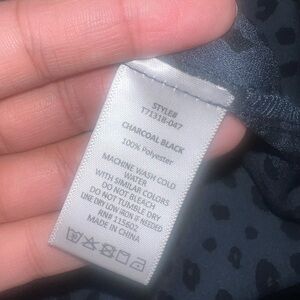 STYLE#
T71318-047
CHARCOAL BLACK
100% Polyester
MACHINE WASH COLD
WATER
WITH SIMILAR COLORS
DO NOT BLEACH
DO NOT TUMBLE DRY
LINE DRY LOW IRON IF NEEDED
RN# 115602
MADE IN CHINA